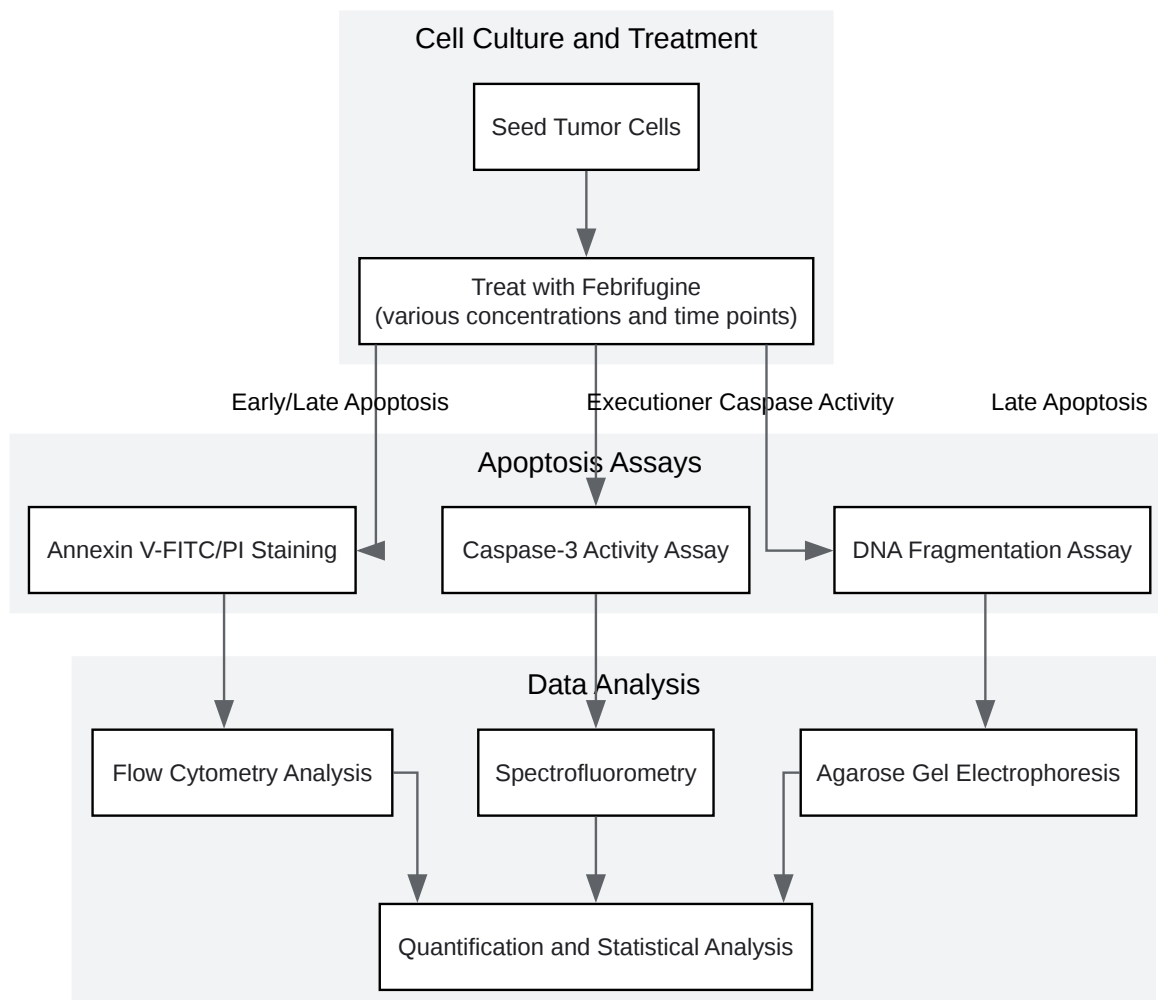 Cell Culture and Treatment
Seed Tumor Cells
Treat with Febrifugine
(various concentrations and time points)
Early/Late Apoptosis
Executioner Caspase Activity
Late Apoptosis
Apoptosis Assays
Annexin V-FITC/PI Staining
Caspase-3 Activity Assay
DNA Fragmentation Assay
Data Analysis
Flow Cytometry Analysis
Spectrofluorometry
Agarose Gel Electrophoresis
Quantification and Statistical Analysis